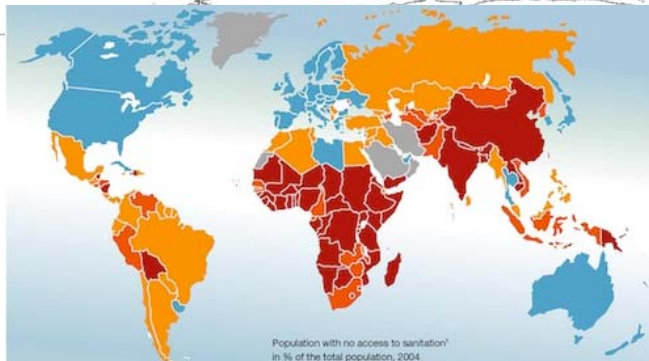 Population with no access to sanitation¹
in % of the total population, 2004